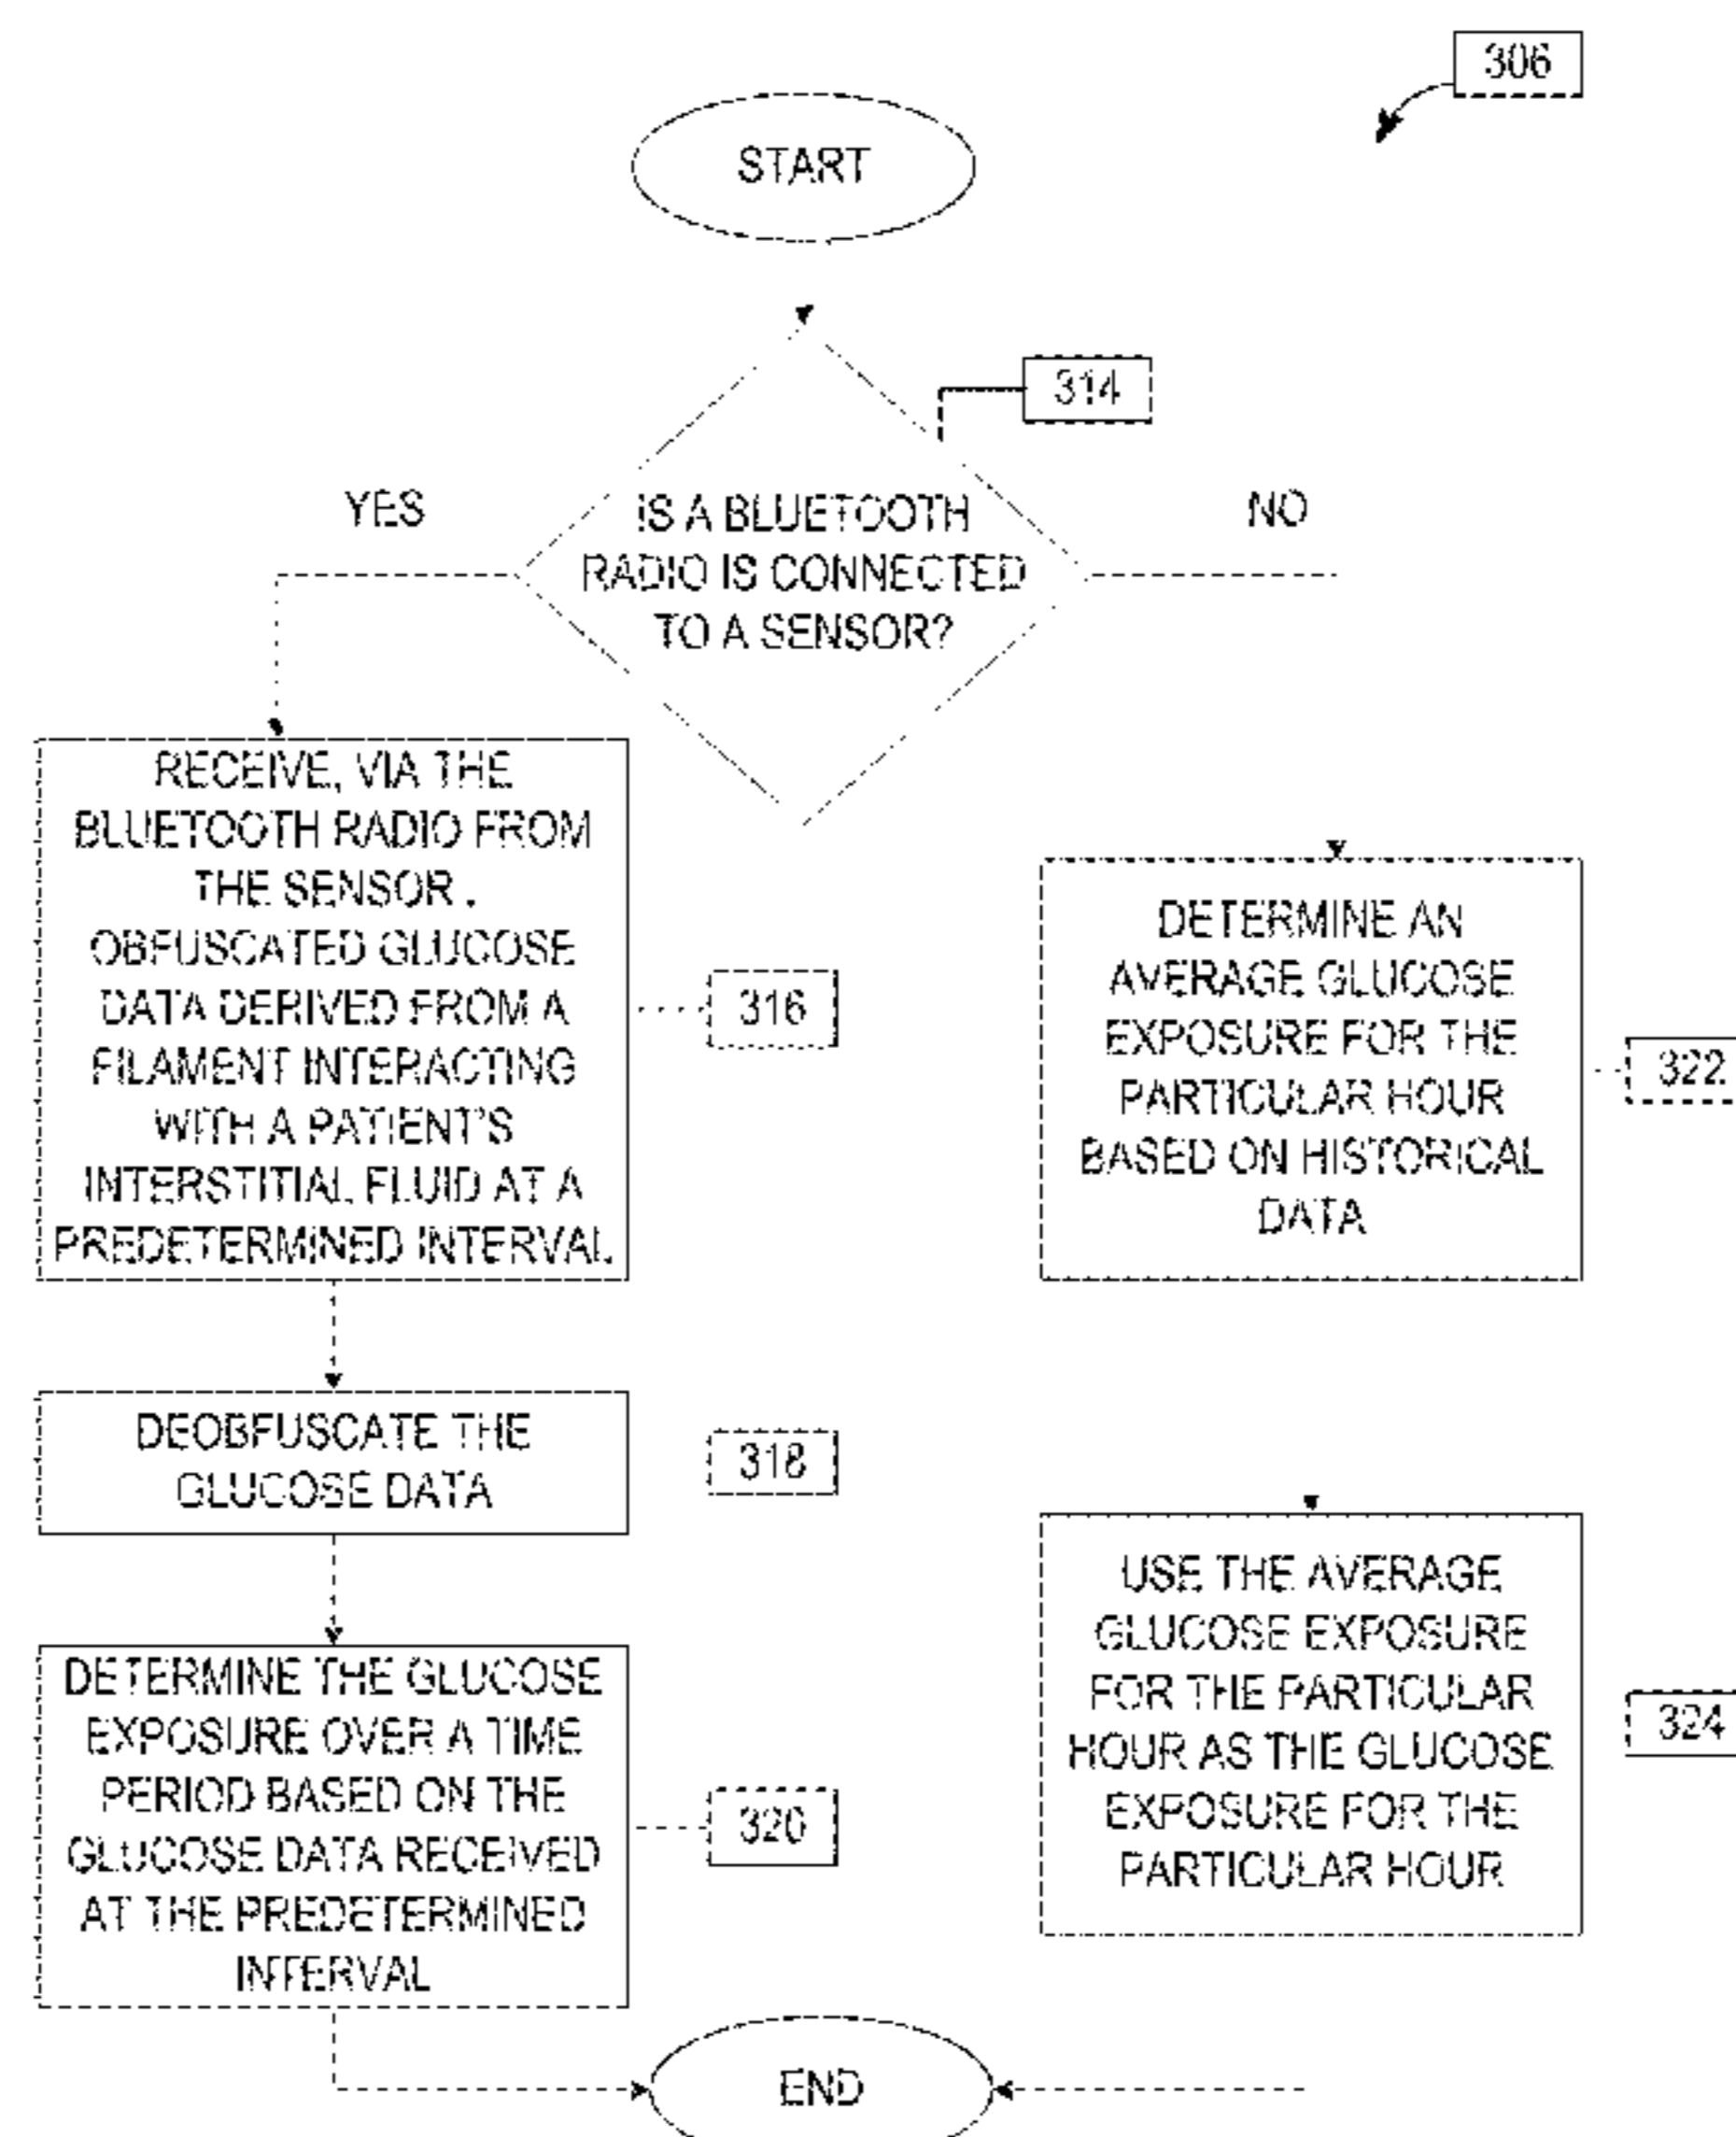 306
START
314
YES
NO
IS A BLUETOOTH
RADIO IS CONNECTED
TO A SENSOR?
RECEIVE, VIA THE
BLUETOOTH RADIO FROM
THE SENSOR ,
OBFUSCATED GLUCOSE
DATA DERIVED FROM A
FILAMENT INTERACTING
WITH A PATIENT'S
INTERSTITIAL FLUID AT A
PREDETERMINED INTERVAL
316
DETERMINE AN
AVERAGE GLUCOSE
EXPOSURE FOR THE
PARTICULAR HOUR
BASED ON HISTORICAL
DATA
322
DEOBFUSCATE THE
GLUCOSE DATA
318
USE THE AVERAGE
GLUCOSE EXPOSURE
FOR THE PARTICULAR
HOUR AS THE GLUCOSE
EXPOSURE FOR THE
PARTICULAR HOUR
324
DETERMINE THE GLUCOSE
EXPOSURE OVER A TIME
PERIOD BASED ON THE
GLUCOSE DATA RECEIVED
AT THE PREDETERMINED
INTERVAL
320
END